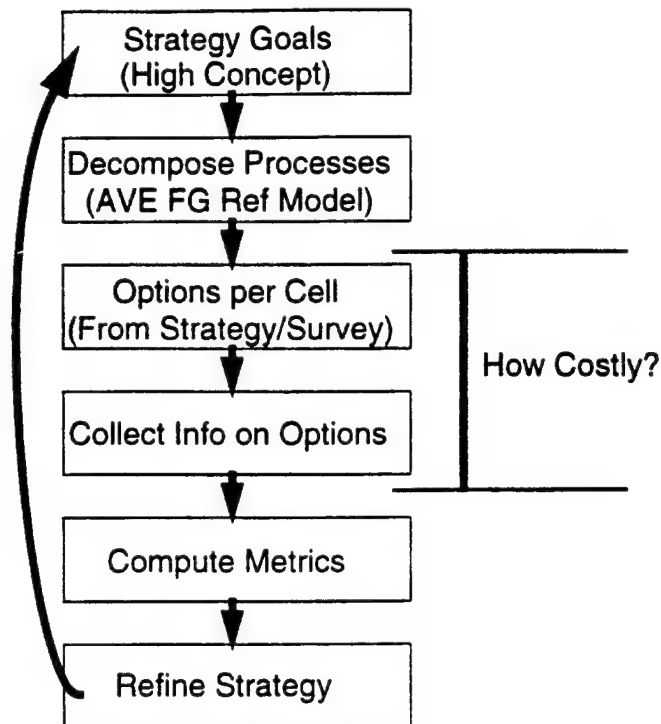 Strategy Goals
(High Concept)
Decompose Processes
(AVE FG Ref Model)
Options per Cell
(From Strategy/Survey)
How Costly?
Collect Info on Options
Compute Metrics
Refine Strategy